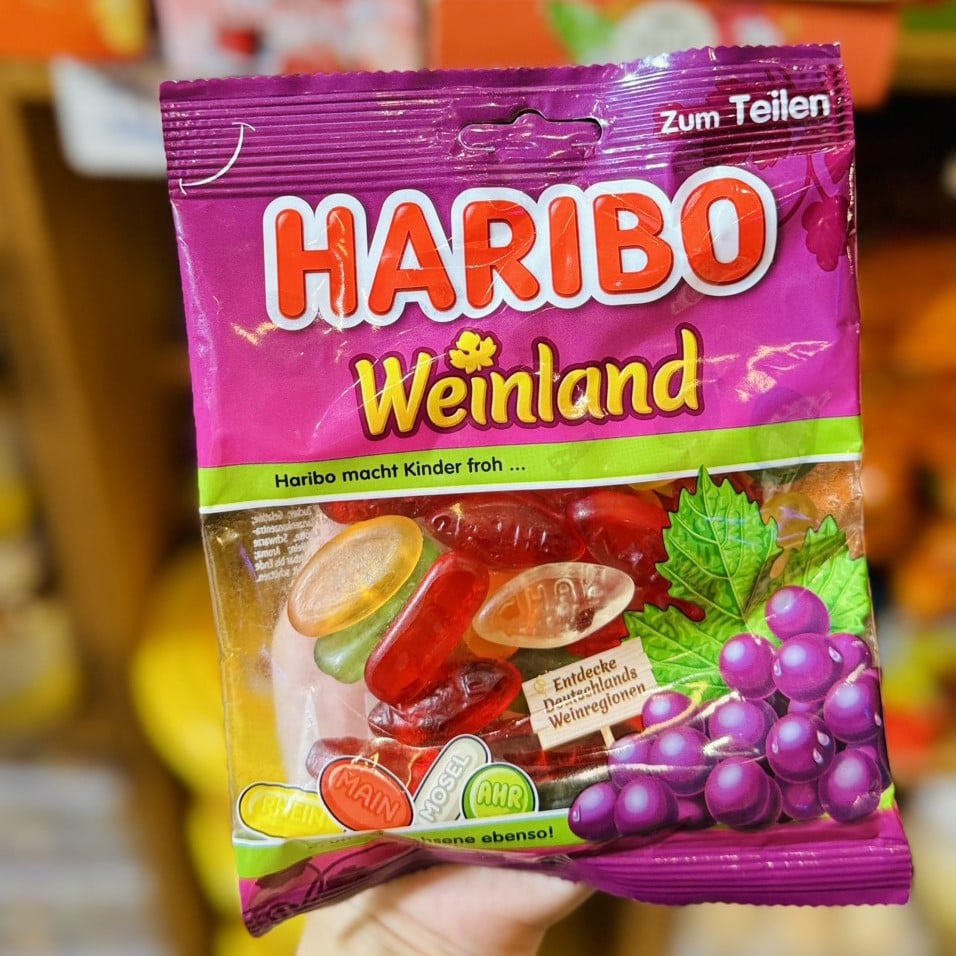 Zum Teilen
HARIBO
Weinland
Haribo macht Kinder froh ...
Entdecke
Deutschlands
Weinregionen
RHEIN
MAIN
MOSEL
AHR
ebenso!